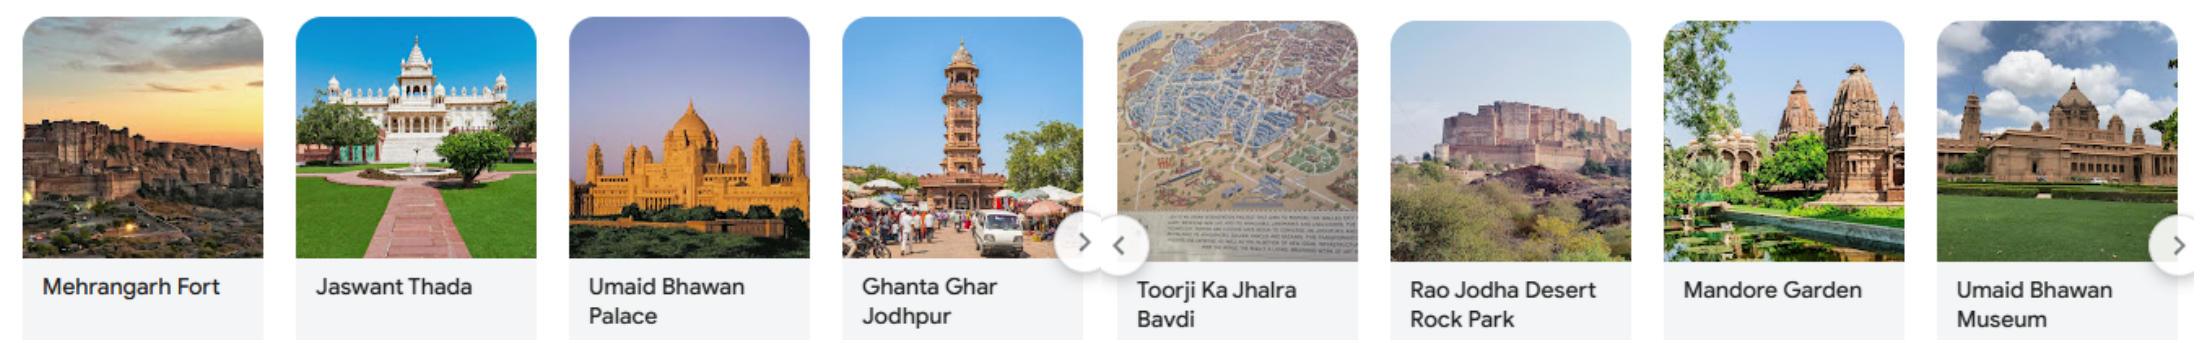 Mehrangarh Fort
Jaswant Thada
Umaid Bhawan
Palace
Ghanta Ghar
Jodhpur
Toorji Ka Jhalra
Bavdi
Rao Jodha Desert
Rock Park
Mandore Garden
Umaid Bhawan
Museum